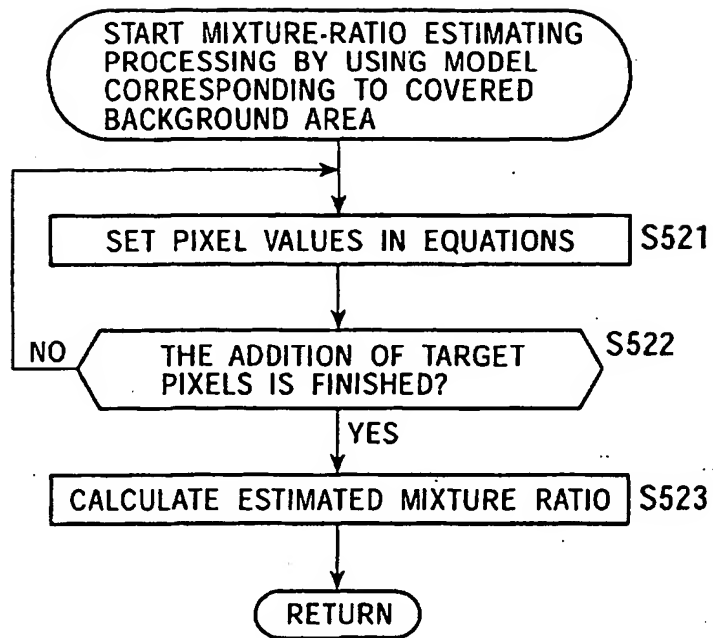 START MIXTURE-RATIO ESTIMATING
PROCESSING BY USING MODEL
CORRESPONDING TO COVERED
BACKGROUND AREA
SET PIXEL VALUES IN EQUATIONS
S521
NO
THE ADDITION OF TARGET
PIXELS IS FINISHED?
S522
YES
CALCULATE ESTIMATED MIXTURE RATIO
S523
RETURN